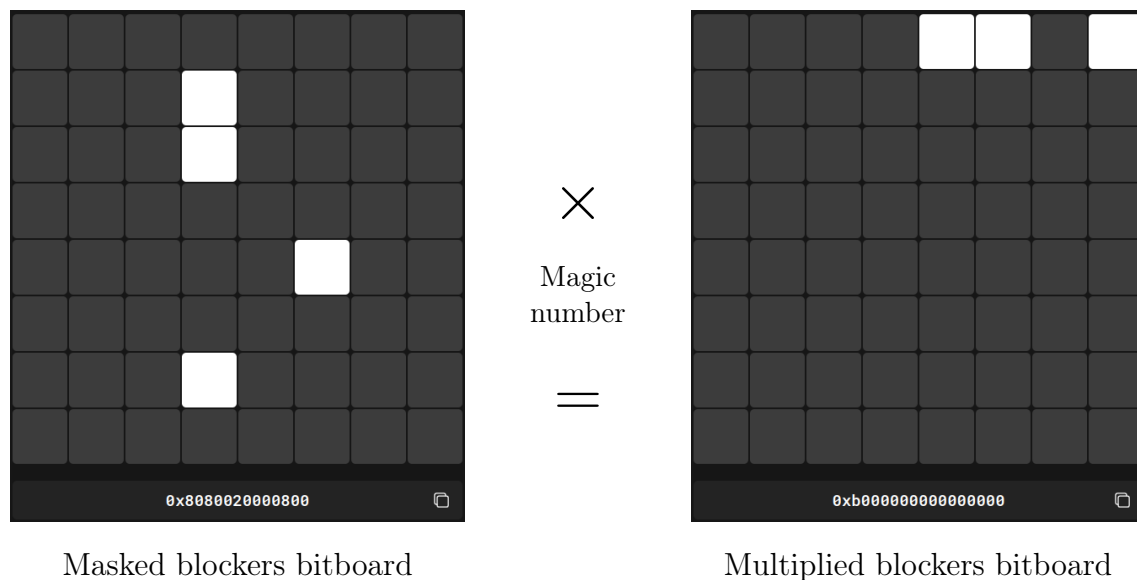 ×
Magic
number
=
0x8080020000800
0xb000000000000000
Masked blockers bitboard
Multiplied blockers bitboard